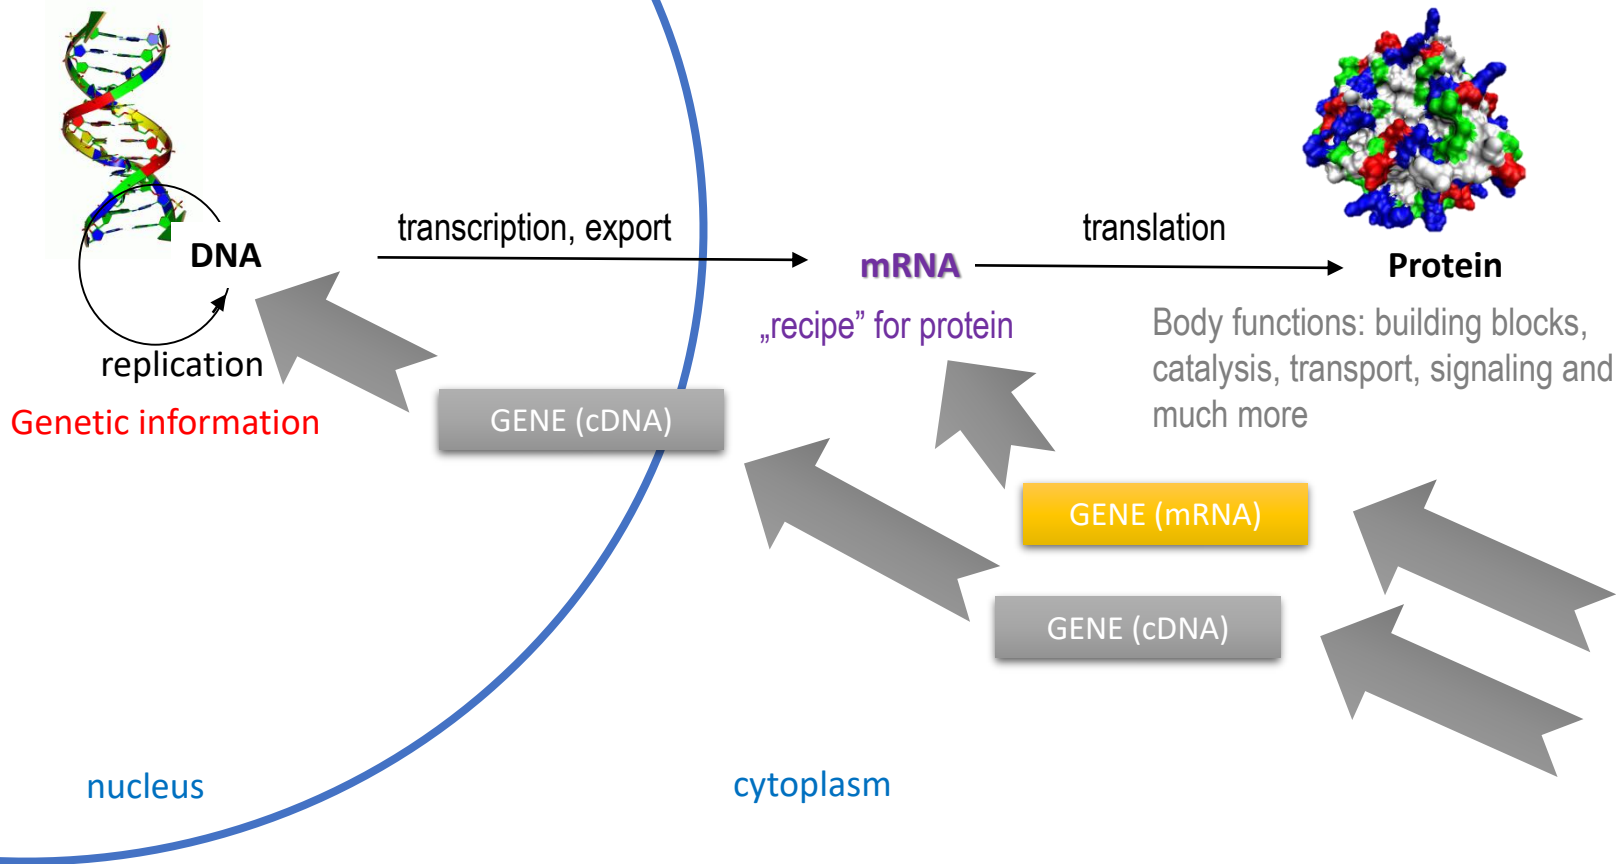 transcription, export
translation
DNA
mRNA
Protein
„recipe” for protein
Body functions: building blocks,
catalysis, transport, signaling and
much more
replication
Genetic information
GENE (cDNA)
GENE (mRNA)
GENE (cDNA)
nucleus
cytoplasm